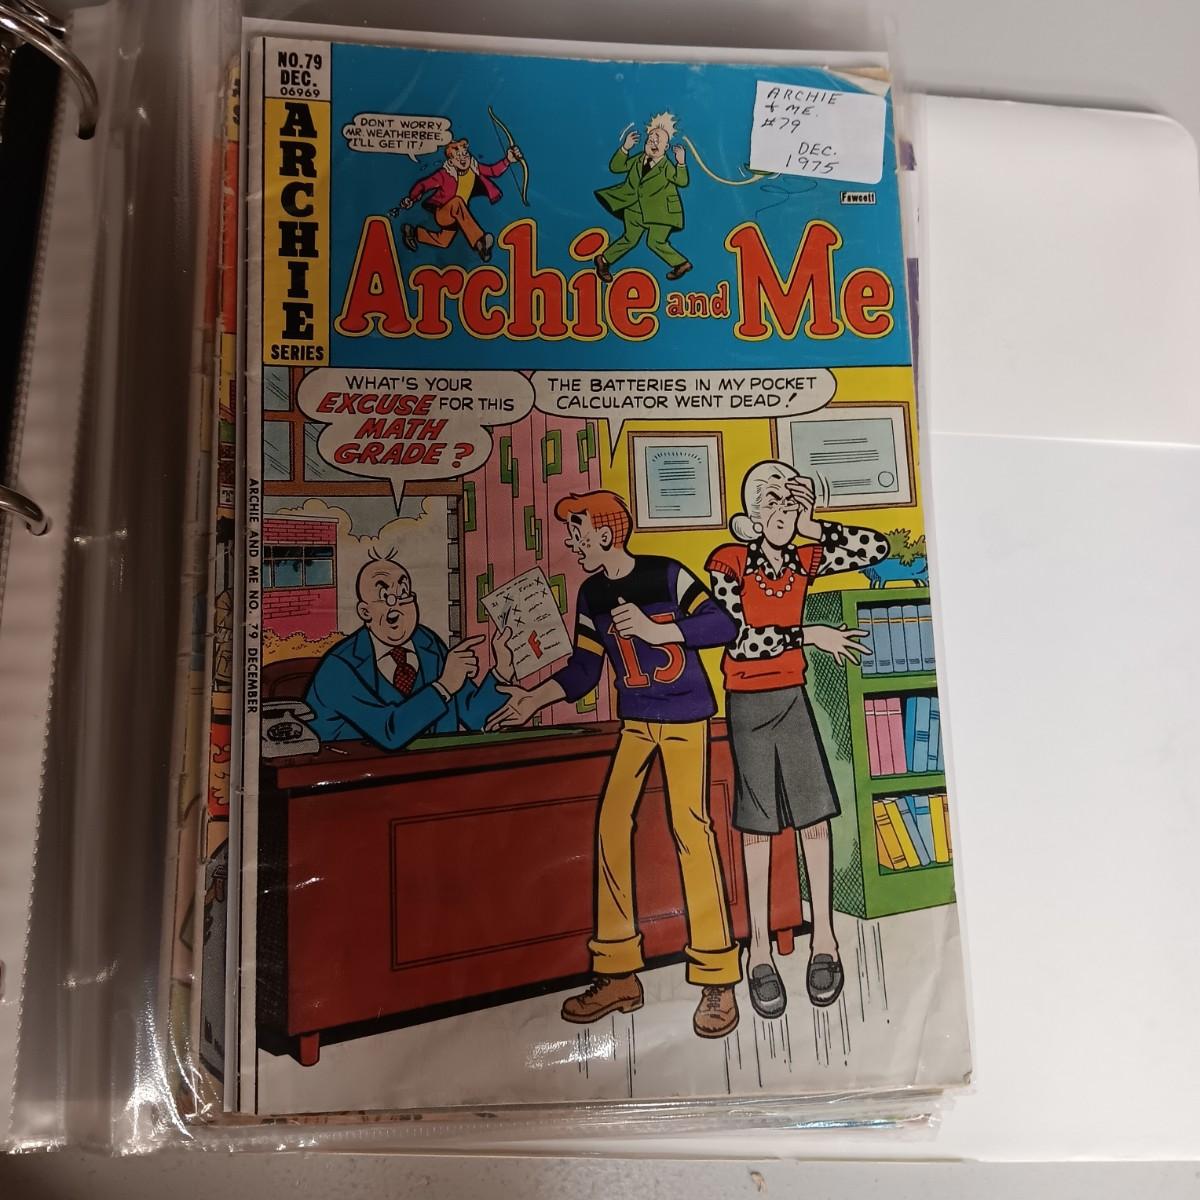 NO.79
DEC.
06969
ARCHIE
SERIES
DON'T WORRY,
MR. WEATHERBEE,
I'LL GET IT!
ARCHIE
& ME.
#79
DEC.
1975
Fawcett
Archie and Me
WHAT'S YOUR
EXCUSE FOR THIS
MATH
GRADE?
THE BATTERIES IN MY POCKET
CALCULATOR WENT DEAD!
F
15
ARCHIE AND ME NO. 79 DECEMBER